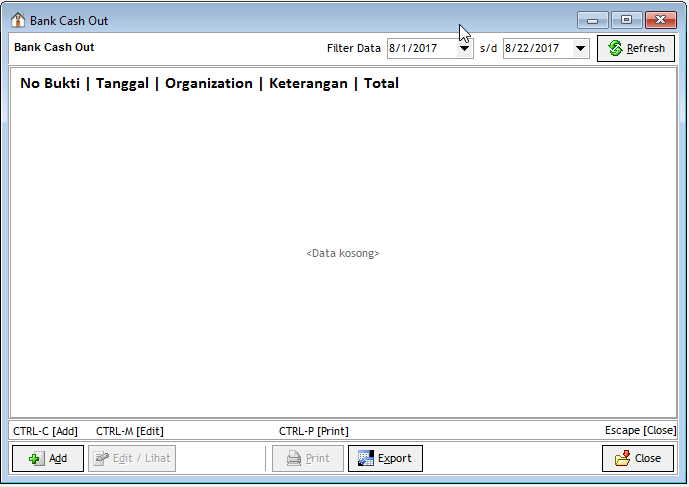 Bank Cash Out
Bank Cash Out Filter Data 8/1/2017 s/d 8/22/2017 Refresh
No Bukti | Tanggal | Organization | Keterangan | Total
<Data kosong>
CTRL-C [Add] CTRL-M [Edit] CTRL-P [Print] Escape [Close]
Add Edit / Lihat Print Export Close